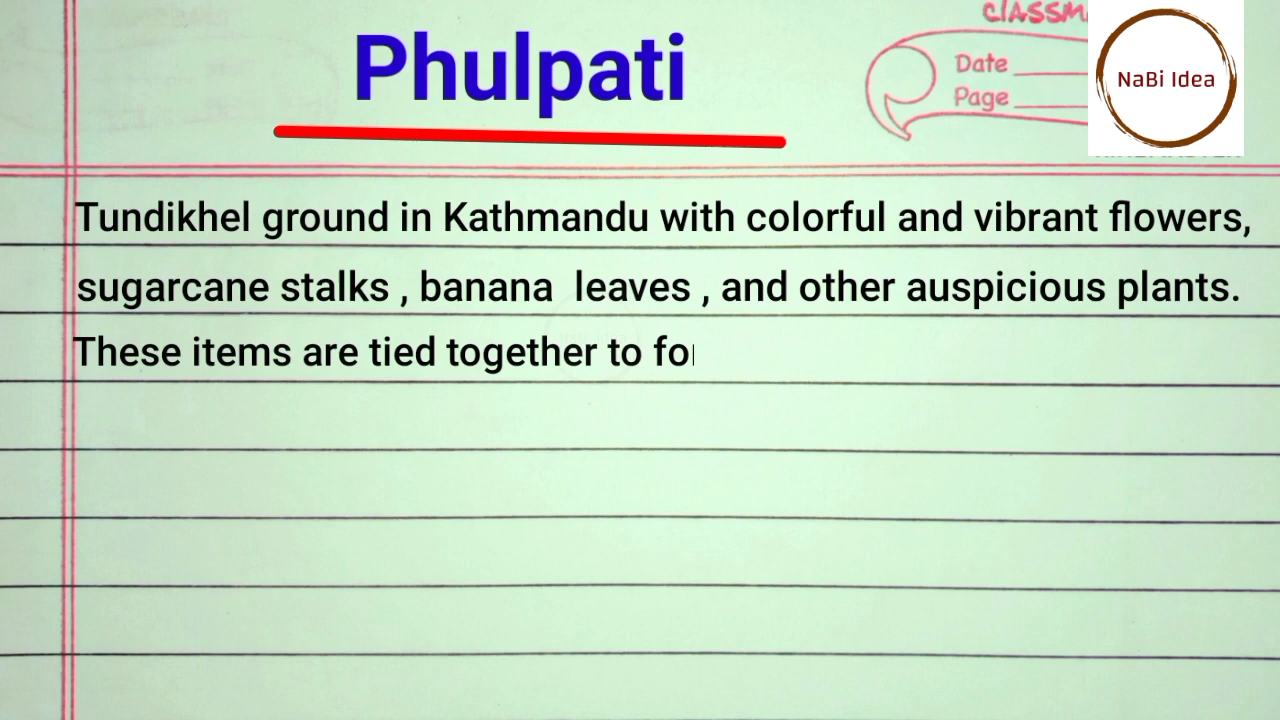 Phulpati
Date
Page
NaBi Idea
Tundikhel ground in Kathmandu with colorful and vibrant flowers,
sugarcane stalks , banana leaves , and other auspicious plants.
These items are tied together to